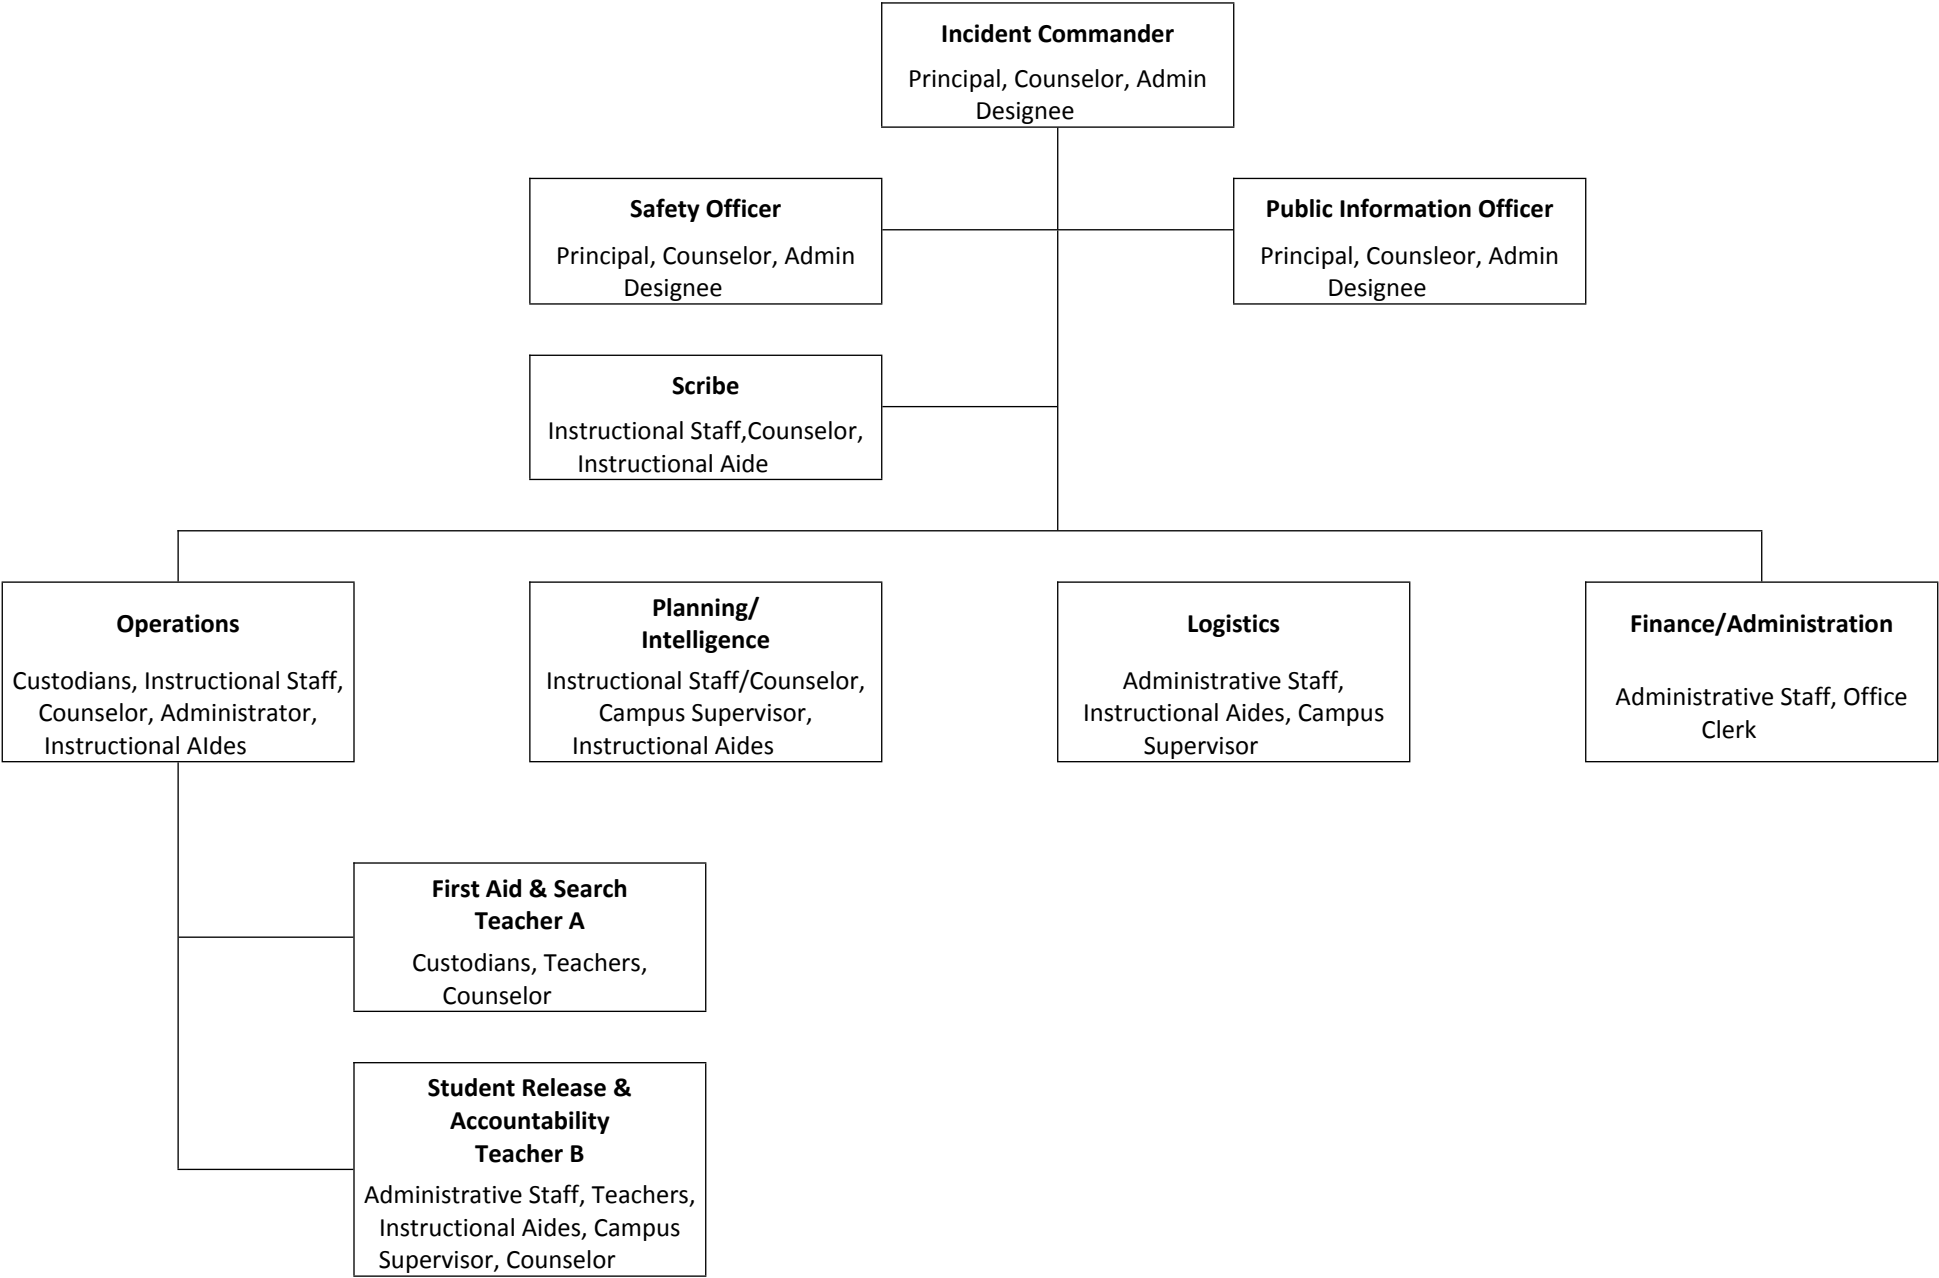 Incident Commander
Principal, Counselor, Admin
Designee
Safety Officer
Principal, Counselor, Admin
Designee
Public Information Officer
Principal, Counsleor, Admin
Designee
Scribe
Instructional Staff,Counselor,
Instructional Aide
Operations
Custodians, Instructional Staff,
Counselor, Administrator,
Instructional AIdes
Planning/
Intelligence
Instructional Staff/Counselor,
Campus Supervisor,
Instructional Aides
Logistics
Administrative Staff,
Instructional Aides, Campus
Supervisor
Finance/Administration
Administrative Staff, Office
Clerk
First Aid & Search
Teacher A
Custodians, Teachers,
Counselor
Student Release &
Accountability
Teacher B
Administrative Staff, Teachers,
Instructional Aides, Campus
Supervisor, Counselor